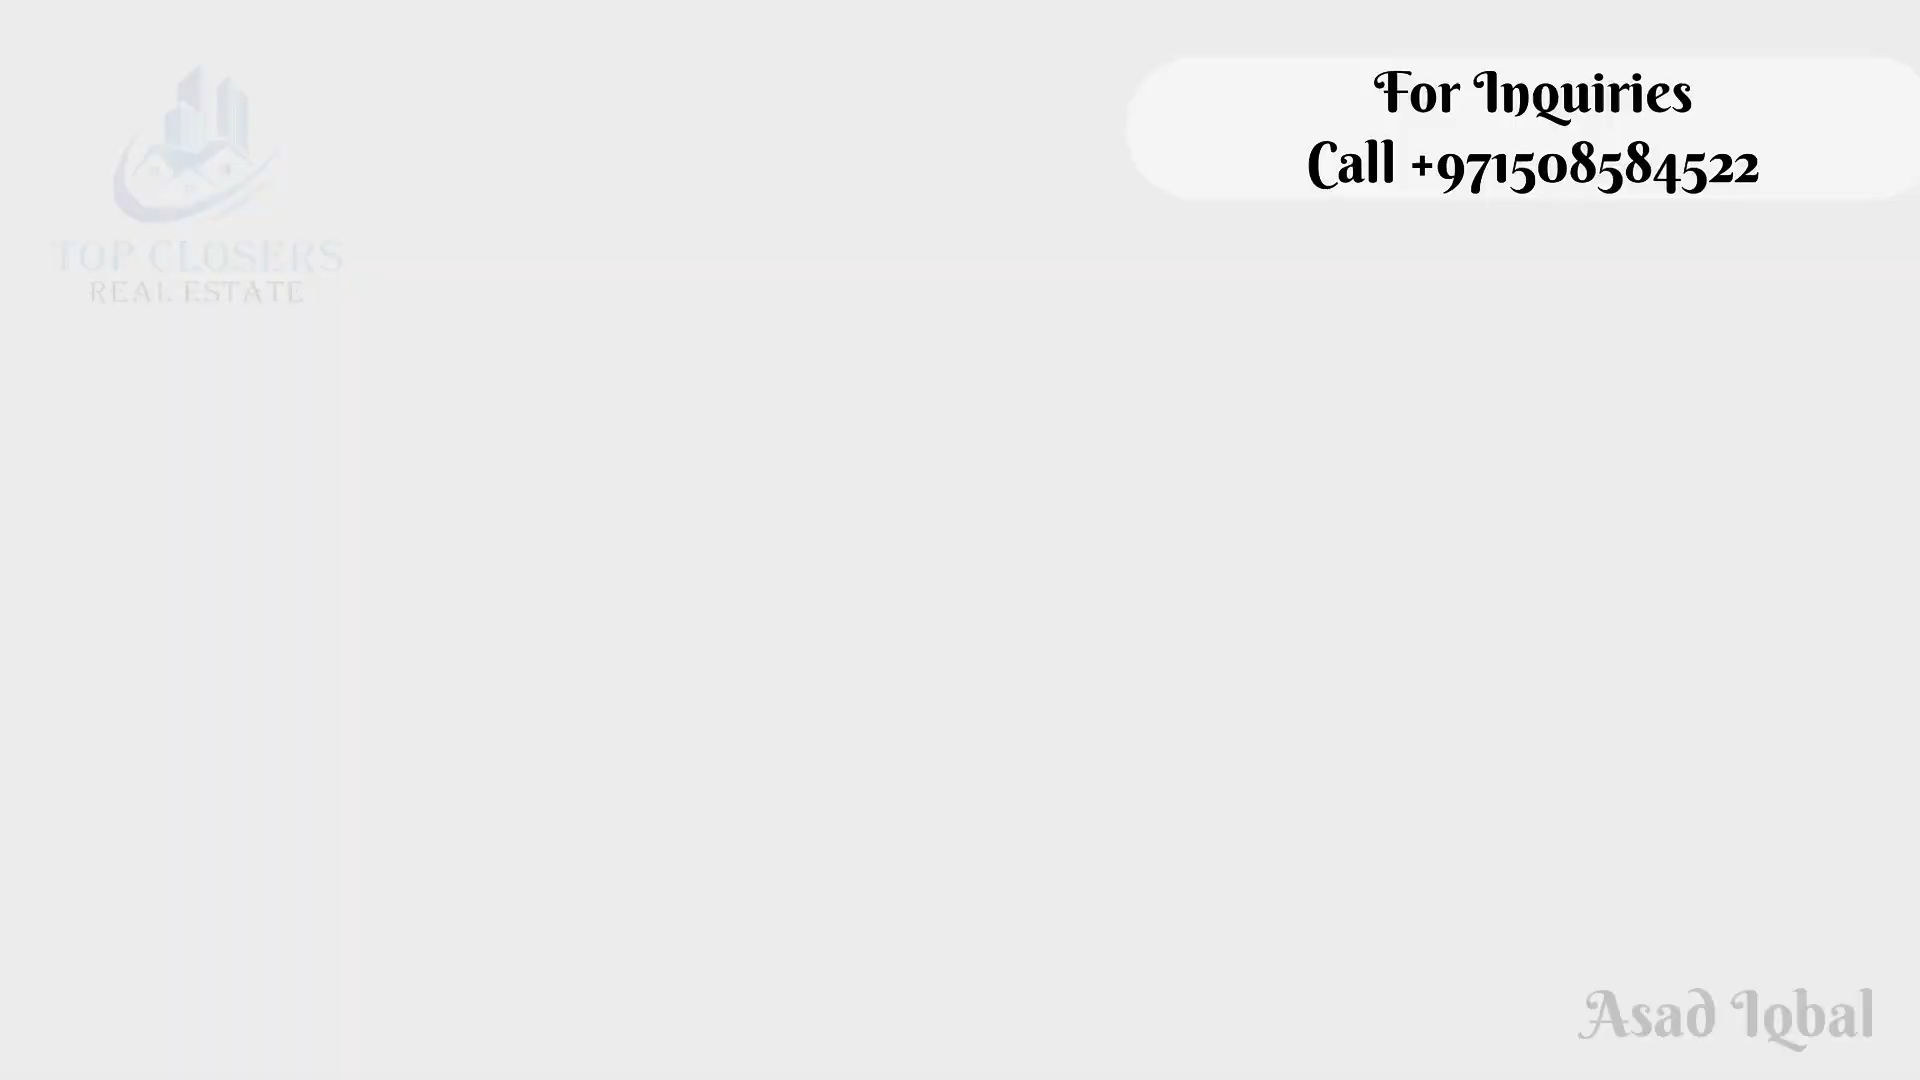 For Inquiries
Call +971508584522
TOP CLOSERS
REAL ESTATE
Asad Iqbal